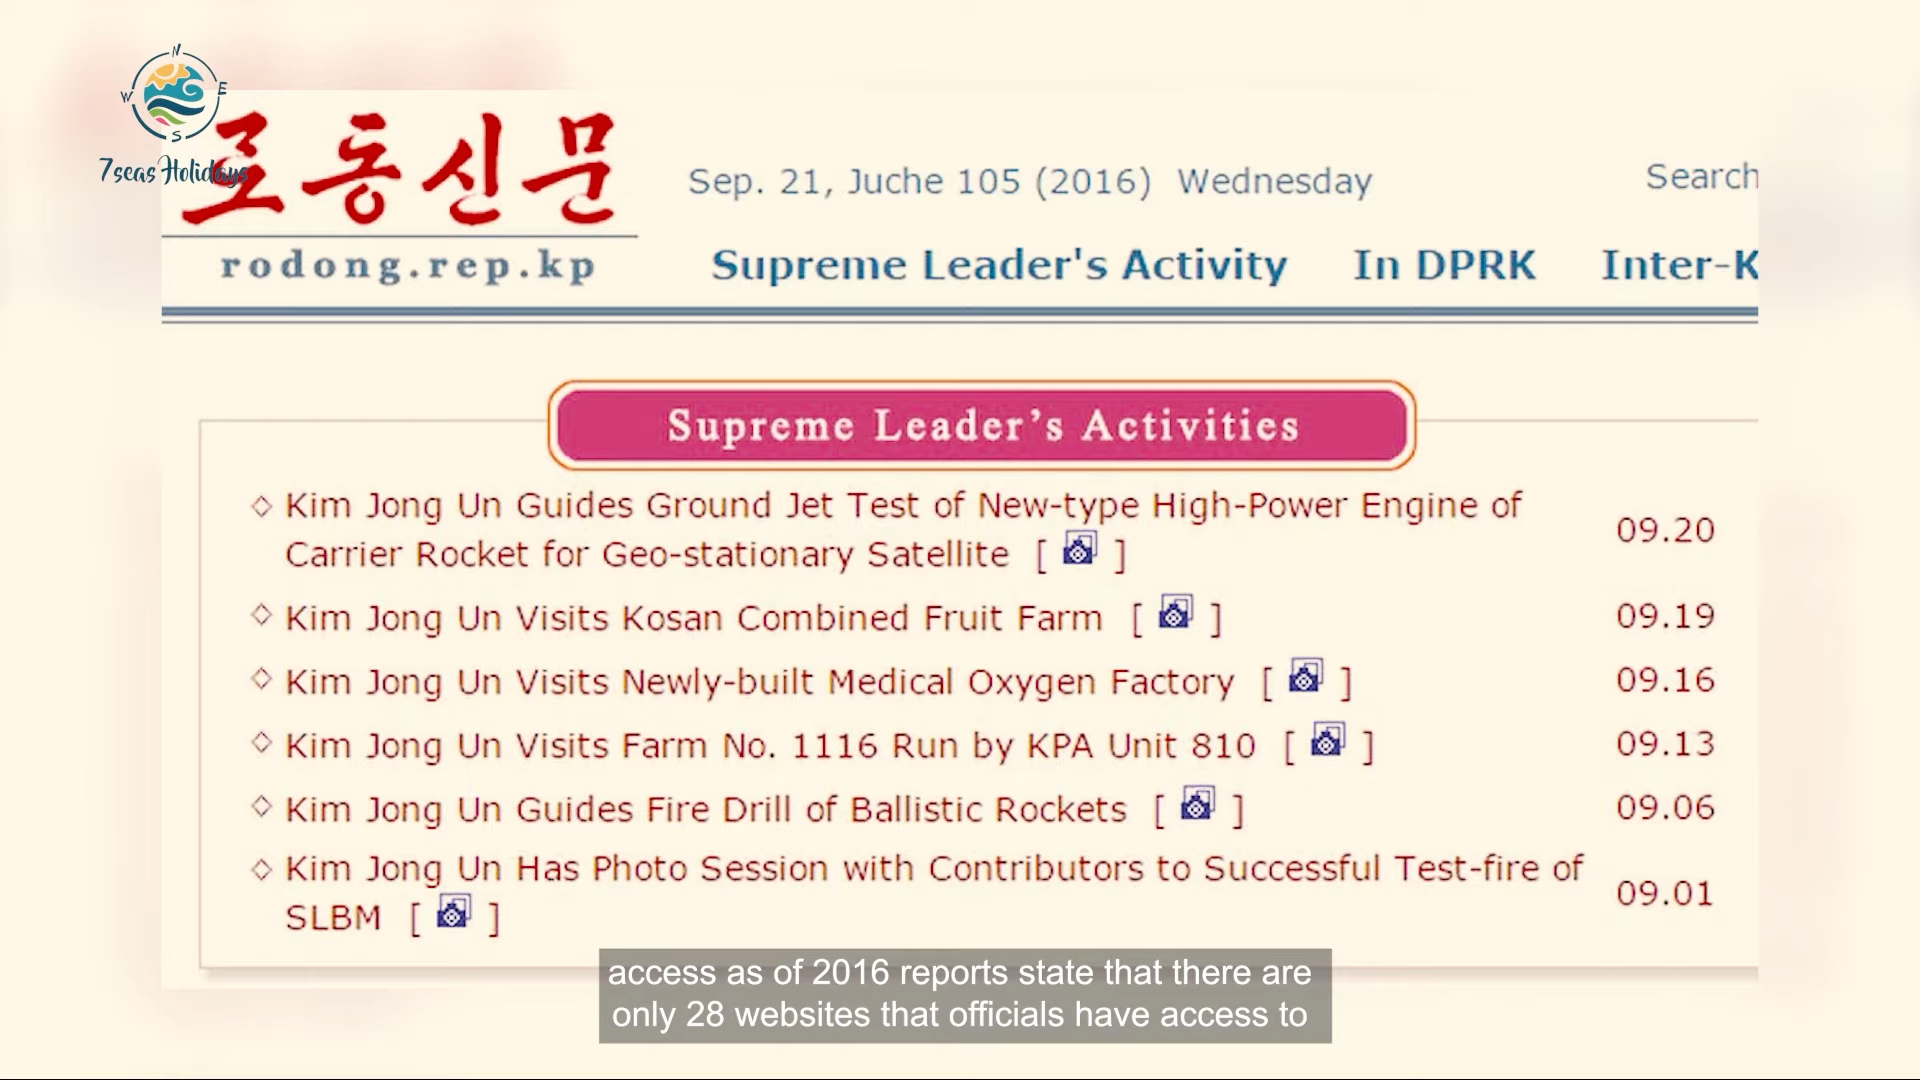 N
W E
S
7seas Holidays
로동신문
rodong.rep.kp
Sep. 21, Juche 105 (2016) Wednesday
Search
Supreme Leader's Activity In DPRK Inter-K
Supreme Leader's Activities
Kim Jong Un Guides Ground Jet Test of New-type High-Power Engine of
Carrier Rocket for Geo-stationary Satellite [ ]
09.20
Kim Jong Un Visits Kosan Combined Fruit Farm [ ] 09.19
Kim Jong Un Visits Newly-built Medical Oxygen Factory [ ] 09.16
Kim Jong Un Visits Farm No. 1116 Run by KPA Unit 810 [ ] 09.13
Kim Jong Un Guides Fire Drill of Ballistic Rockets [ ] 09.06
Kim Jong Un Has Photo Session with Contributors to Successful Test-fire of
SLBM [ ]
09.01
access as of 2016 reports state that there are
only 28 websites that officials have access to